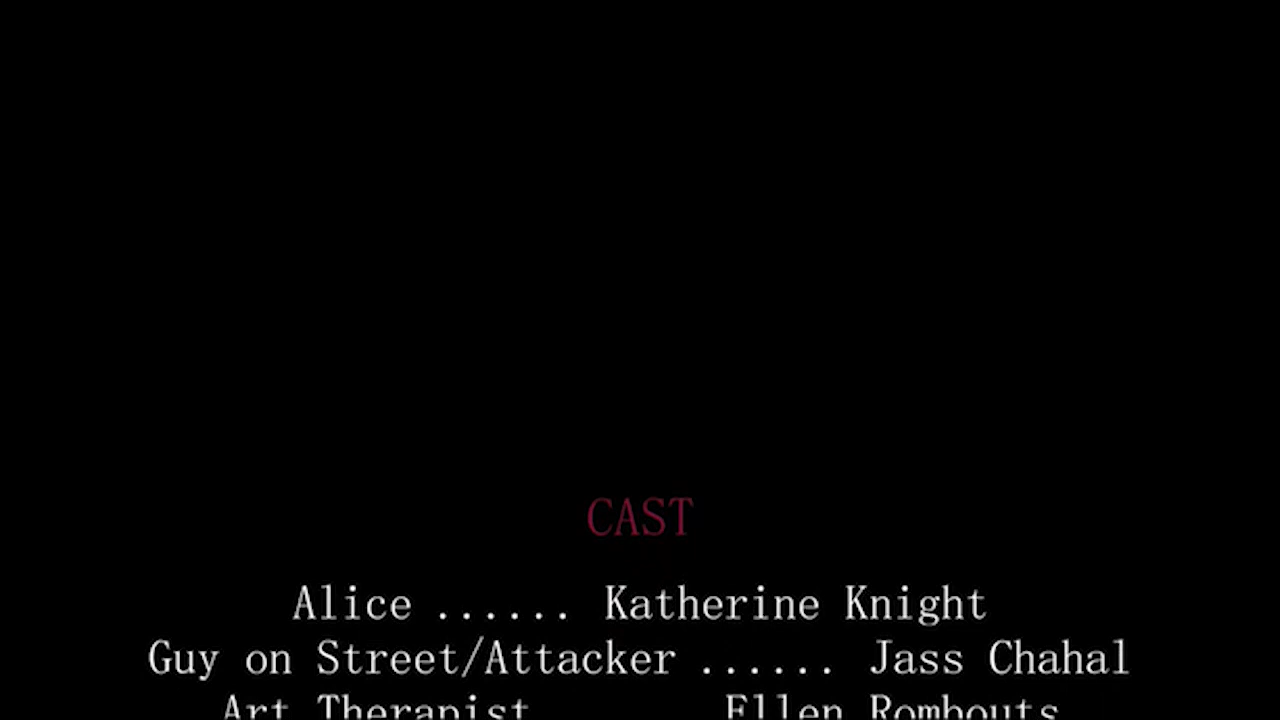 CAST
Alice ...... Katherine Knight
Guy on Street/Attacker ...... Jass Chahal
Art Therapist ...... Ellen Rombouts